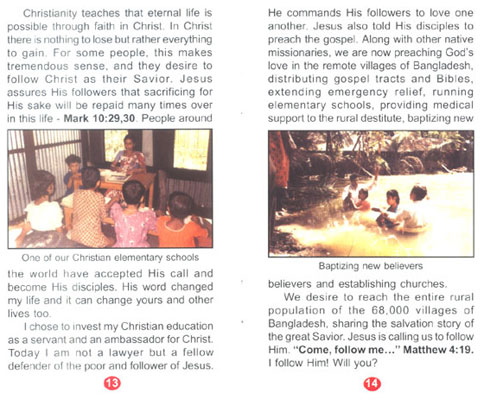 Christianity teaches that eternal life is
possible through faith in Christ. In Christ
there is nothing to lose but rather everything
to gain. For some people, this makes
tremendous sense, and they desire to
follow Christ as their Savior. Jesus
assures His followers that sacrificing for
His sake will be repaid many times over
in this life - Mark 10:29,30. People around
One of our Christian elementary schools
the world have accepted His call and
become His disciples. His word changed
my life and it can change yours and other
lives too.
I chose to invest my Christian education
as a servant and an ambassador for Christ.
Today I am not a lawyer but a fellow
defender of the poor and follower of Jesus.
13
He commands His followers to love one
another. Jesus also told His disciples to
preach the gospel. Along with other native
missionaries, we are now preaching God's
love in the remote villages of Bangladesh,
distributing gospel tracts and Bibles,
extending emergency relief, running
elementary schools, providing medical
support to the rural destitute, baptizing new
Baptizing new believers
believers and establishing churches.
We desire to reach the entire rural
population of the 68,000 villages of
Bangladesh, sharing the salvation story of
the great Savior. Jesus is calling us to follow
Him. "Come, follow me..." Matthew 4:19.
I follow Him! Will you?
14